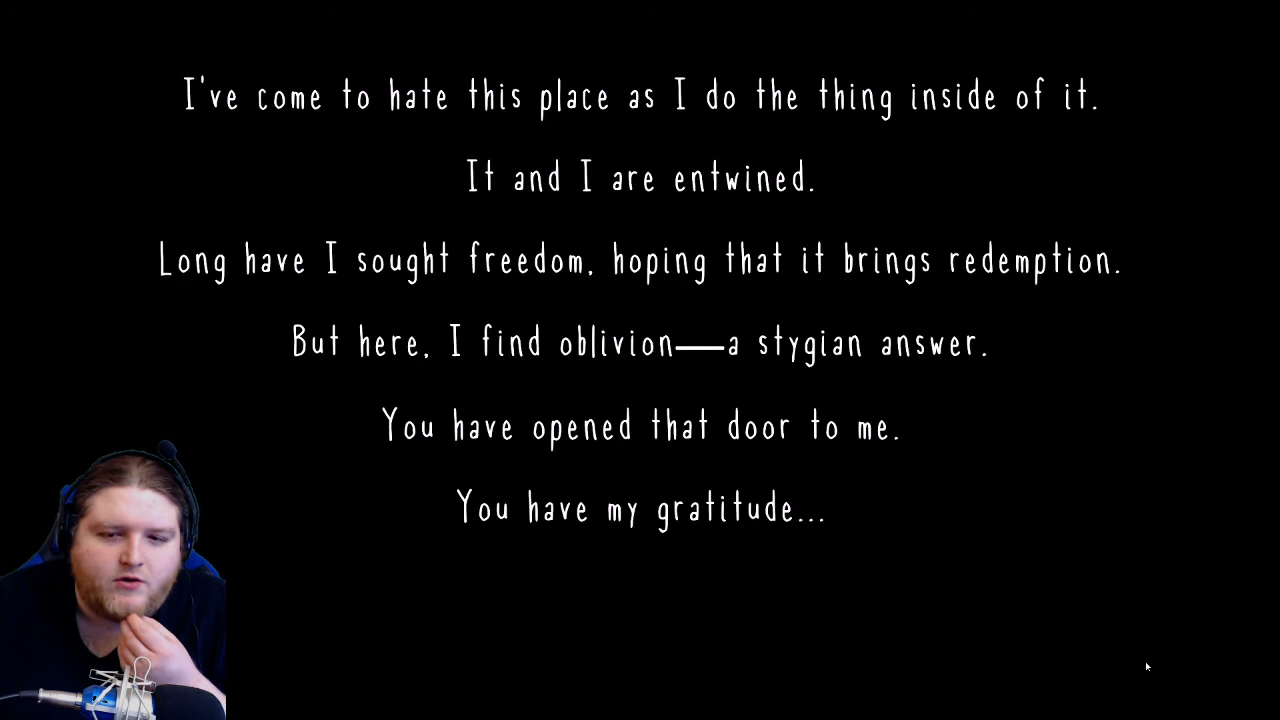 I've come to hate this place as I do the thing inside of it.
It and I are entwined.
Long have I sought freedom, hoping that it brings redemption.
But here, I find oblivion—a stygian answer.
You have opened that door to me.
You have my gratitude...